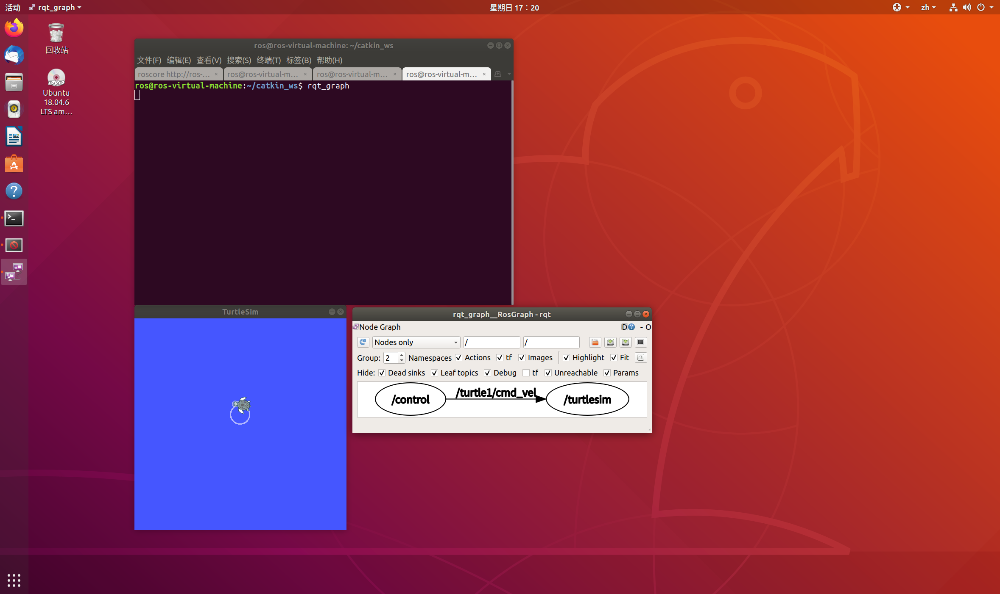 活动 rqt_graph 星期日 17：20 zh
回收站
Ubuntu
18.04.6
LTS am…
ros@ros-virtual-machine: ~/catkin_ws
文件(F) 编辑(E) 查看(V) 搜索(S) 终端(T) 标签(B) 帮助(H)
roscore http://ros-… ros@ros-virtual-m… ros@ros-virtual-m… ros@ros-virtual-m…
ros@ros-virtual-machine:~/catkin_ws$ rqt_graph
TurtleSim
rqt_graph__RosGraph - rqt
Node Graph D - O
Nodes only / /
Group: 2 Namespaces Actions tf Images Highlight Fit
Hide: Dead sinks Leaf topics Debug tf Unreachable Params
/control /turtle1/cmd_vel /turtlesim